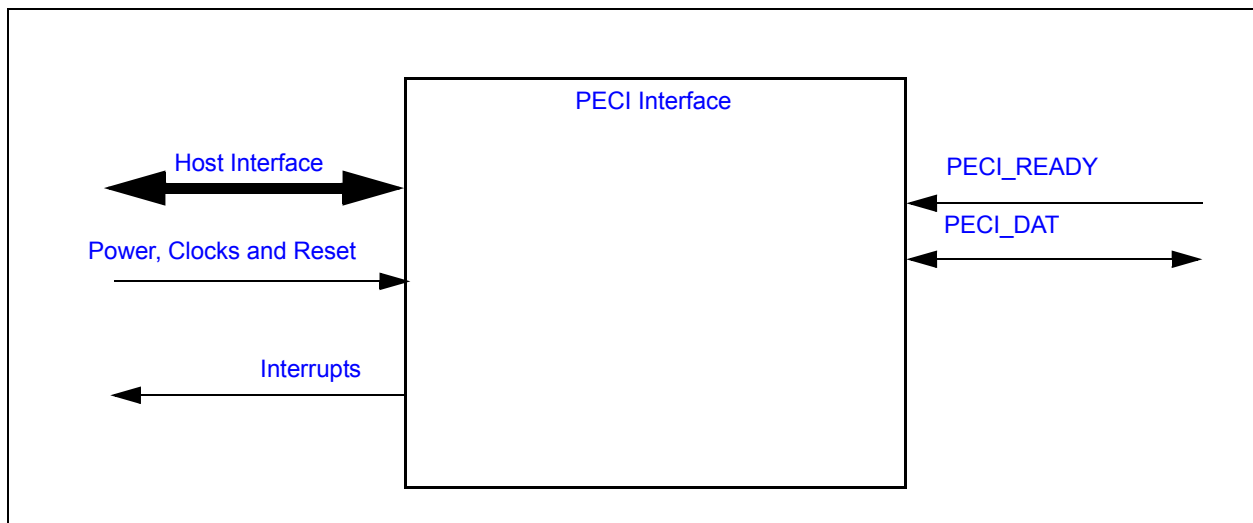 PECI Interface
Host Interface
PECI_READY
PECI_DAT
Power, Clocks and Reset
Interrupts